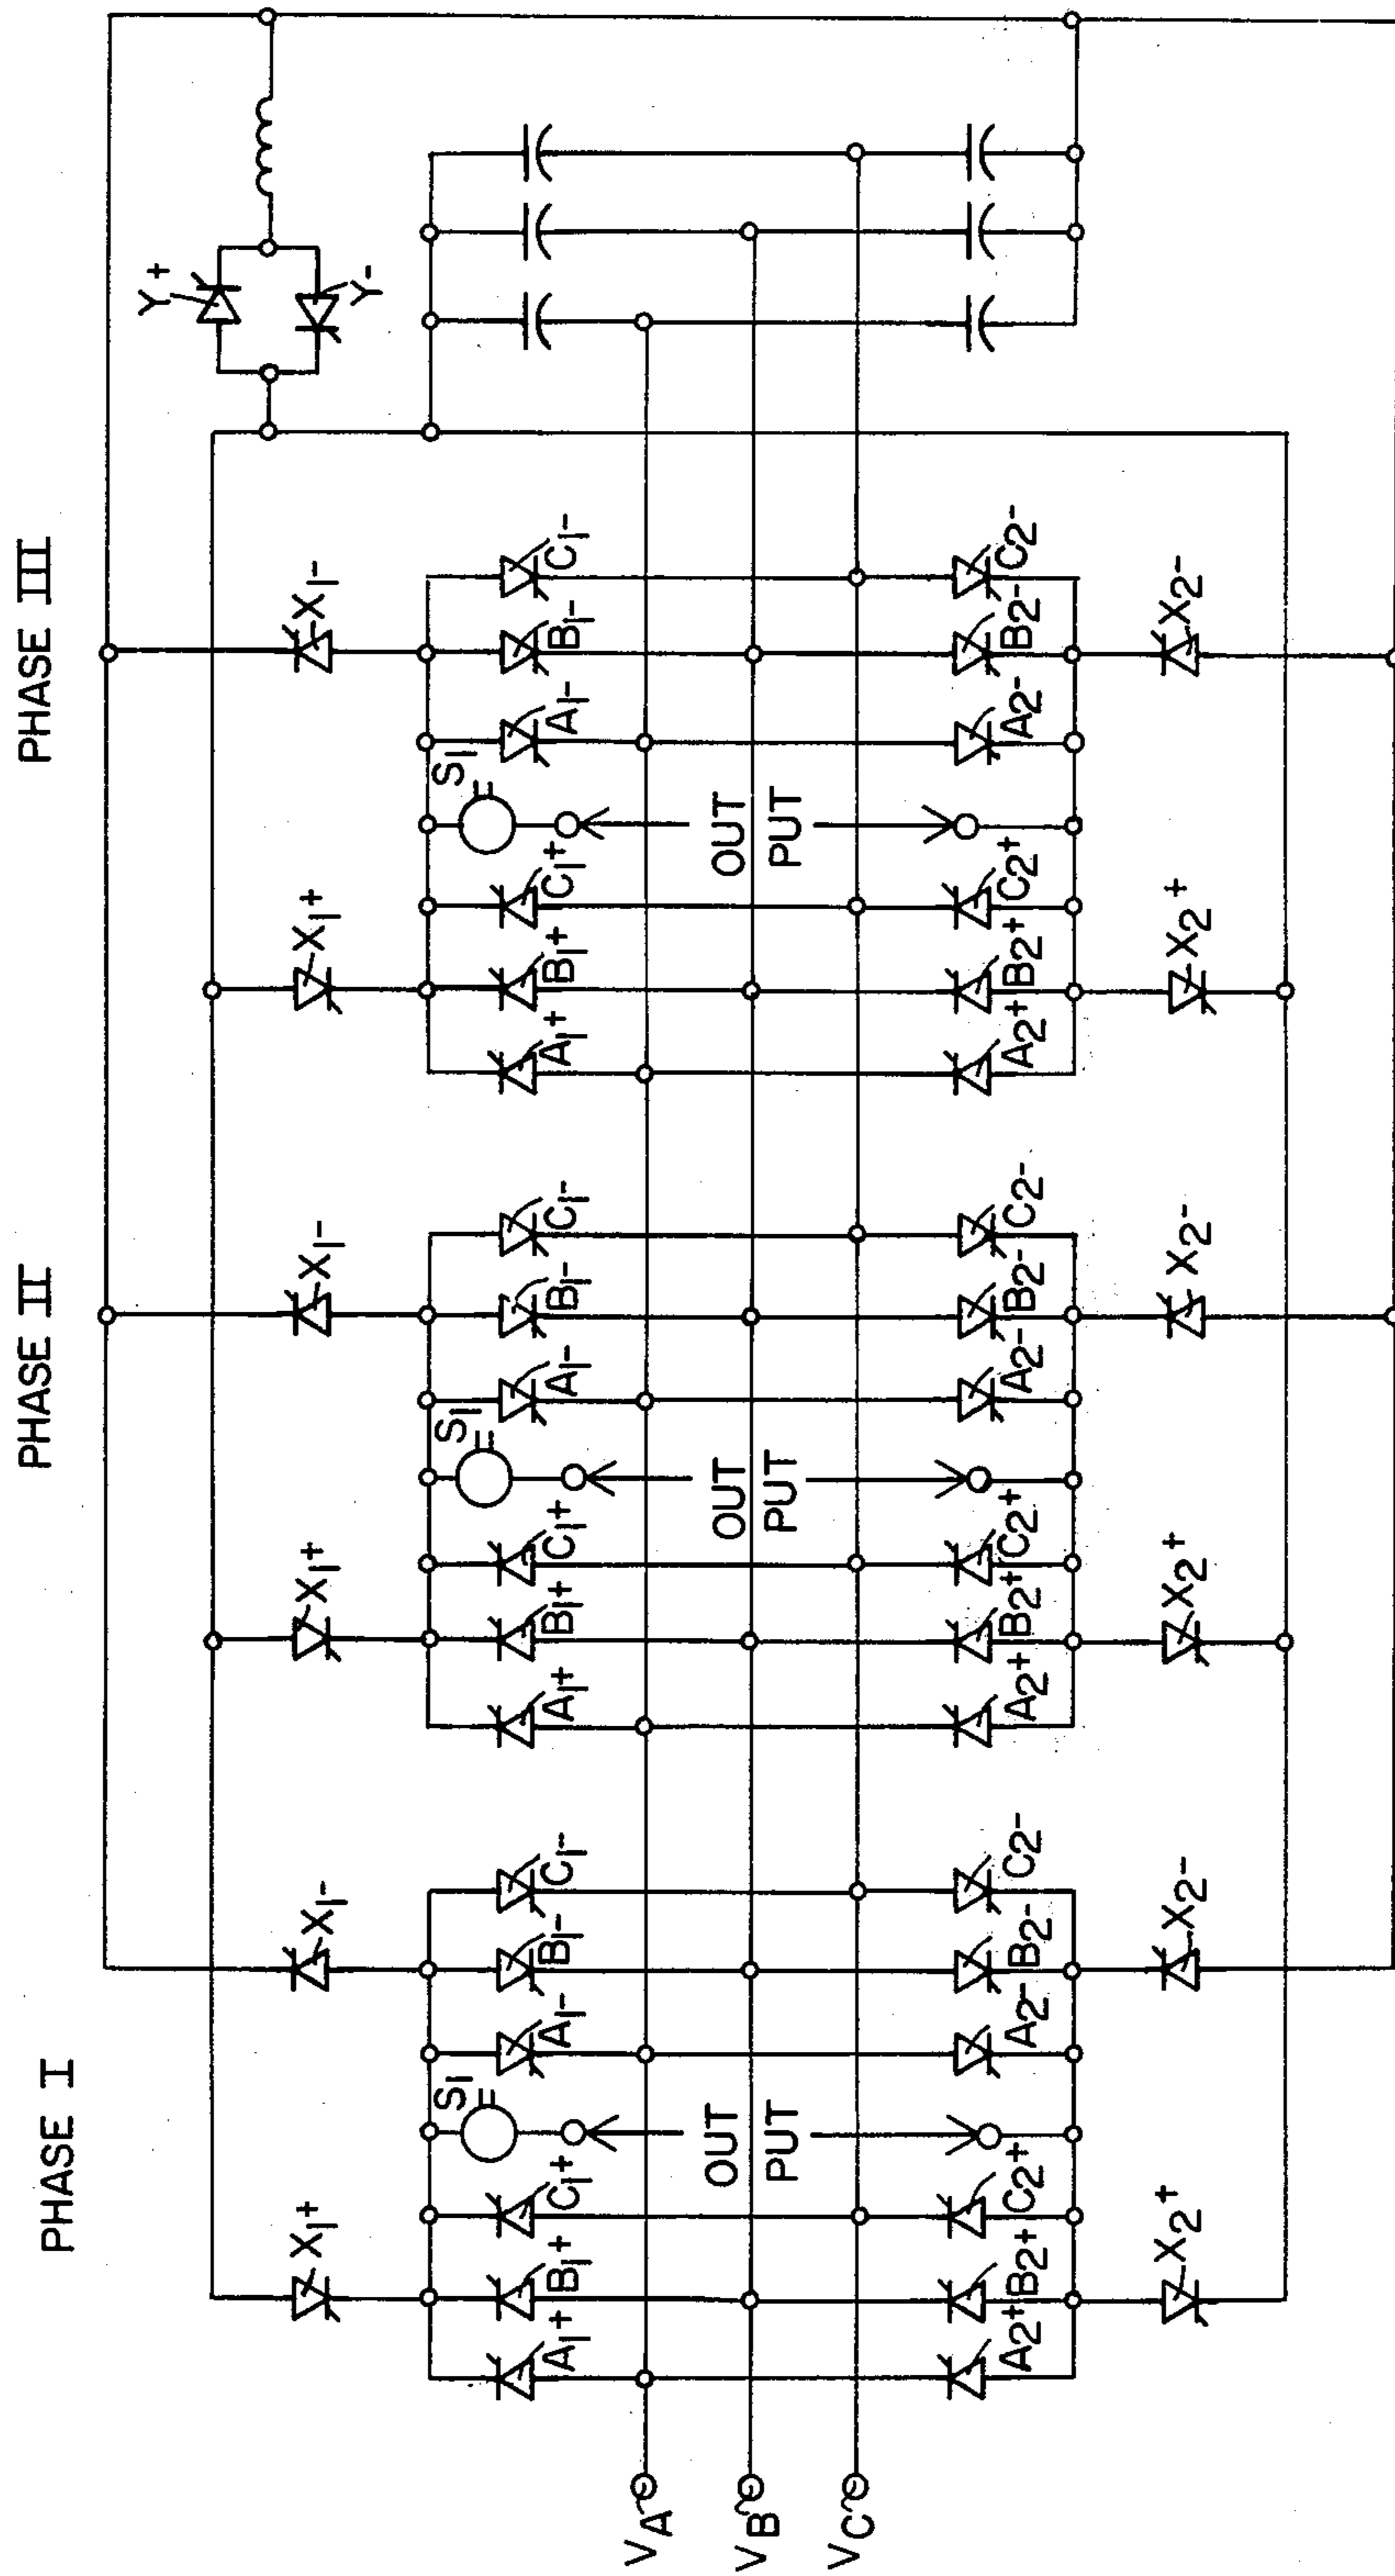 PHASE I
PHASE II
PHASE III
X1+
X1-
X1+
X1-
X1+
X1-
Y+
Y-
A1+
B1+
C1+
S1
A1-
B1-
C1-
A1+
B1+
C1+
S1
A1-
B1-
C1-
A1+
B1+
C1+
S1
A1-
B1-
C1-
VA
VB
VC
OUT
PUT
OUT
PUT
OUT
PUT
A2+
B2+
C2+
A2-
B2-
C2-
A2+
B2+
C2+
A2-
B2-
C2-
A2+
B2+
C2+
A2-
B2-
C2-
X2+
X2-
X2+
X2-
X2+
X2-